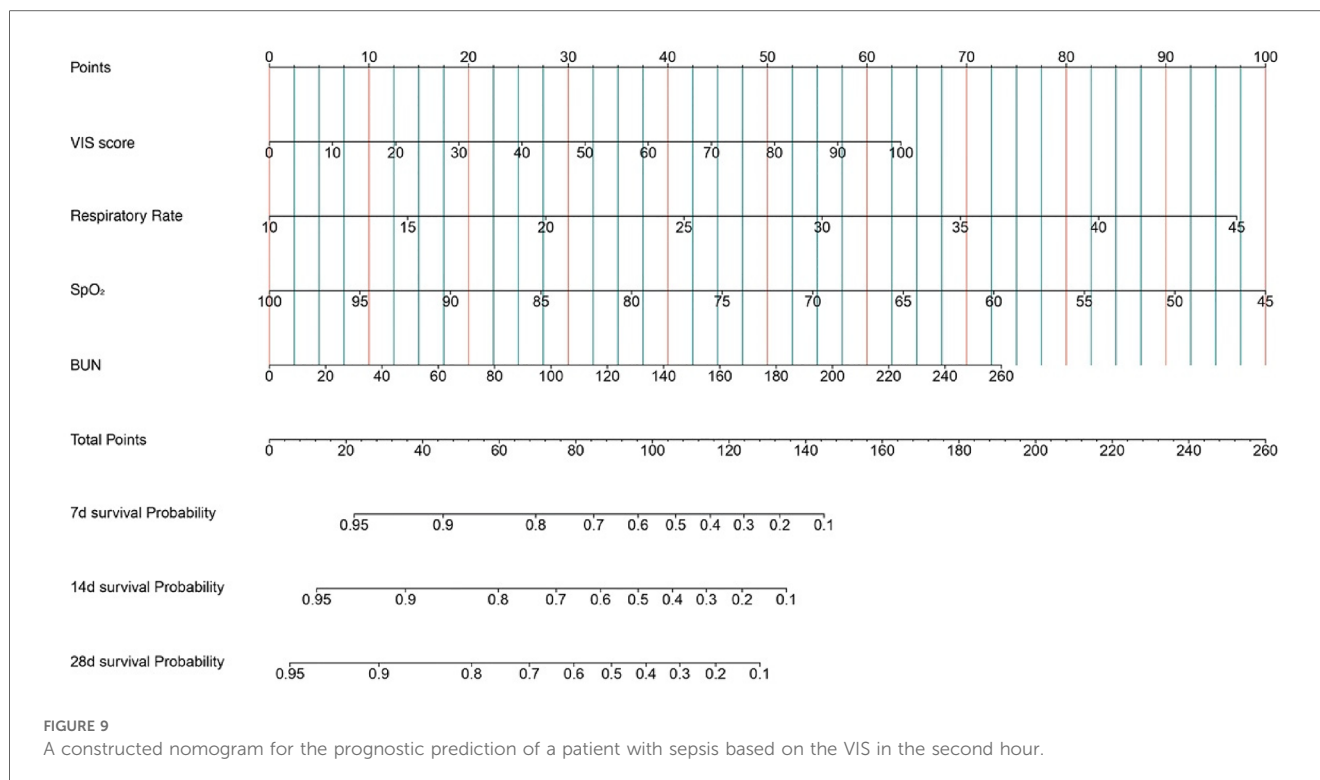 0 10 20 30 40 50 60 70 80 90 100
Points
VIS score
0 10 20 30 40 50 60 70 80 90 100
Respiratory Rate
10 15 20 25 30 35 40 45
SpO₂
100 95 90 85 80 75 70 65 60 55 50 45
BUN
0 20 40 60 80 100 120 140 160 180 200 220 240 260
Total Points
0 20 40 60 80 100 120 140 160 180 200 220 240 260
7d survival Probability
0.95 0.9 0.8 0.7 0.6 0.5 0.4 0.3 0.2 0.1
14d survival Probability
0.95 0.9 0.8 0.7 0.6 0.5 0.4 0.3 0.2 0.1
28d survival Probability
0.95 0.9 0.8 0.7 0.6 0.5 0.4 0.3 0.2 0.1
FIGURE 9
A constructed nomogram for the prognostic prediction of a patient with sepsis based on the VIS in the second hour.